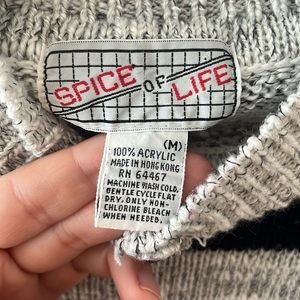 SPICE OF LIFE
(M)
100% ACRYLIC
MADE IN HONG KONG
RN 64467
MACHINE WASH COLD,
GENTLE CYCLE FLAT
DRY. ONLY NON-
CHLORINE BLEACH
WHEN NEEDED.